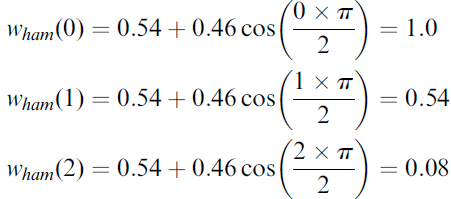 w_ham(0) = 0.54 + 0.46 cos(0 × π / 2) = 1.0
w_ham(1) = 0.54 + 0.46 cos(1 × π / 2) = 0.54
w_ham(2) = 0.54 + 0.46 cos(2 × π / 2) = 0.08